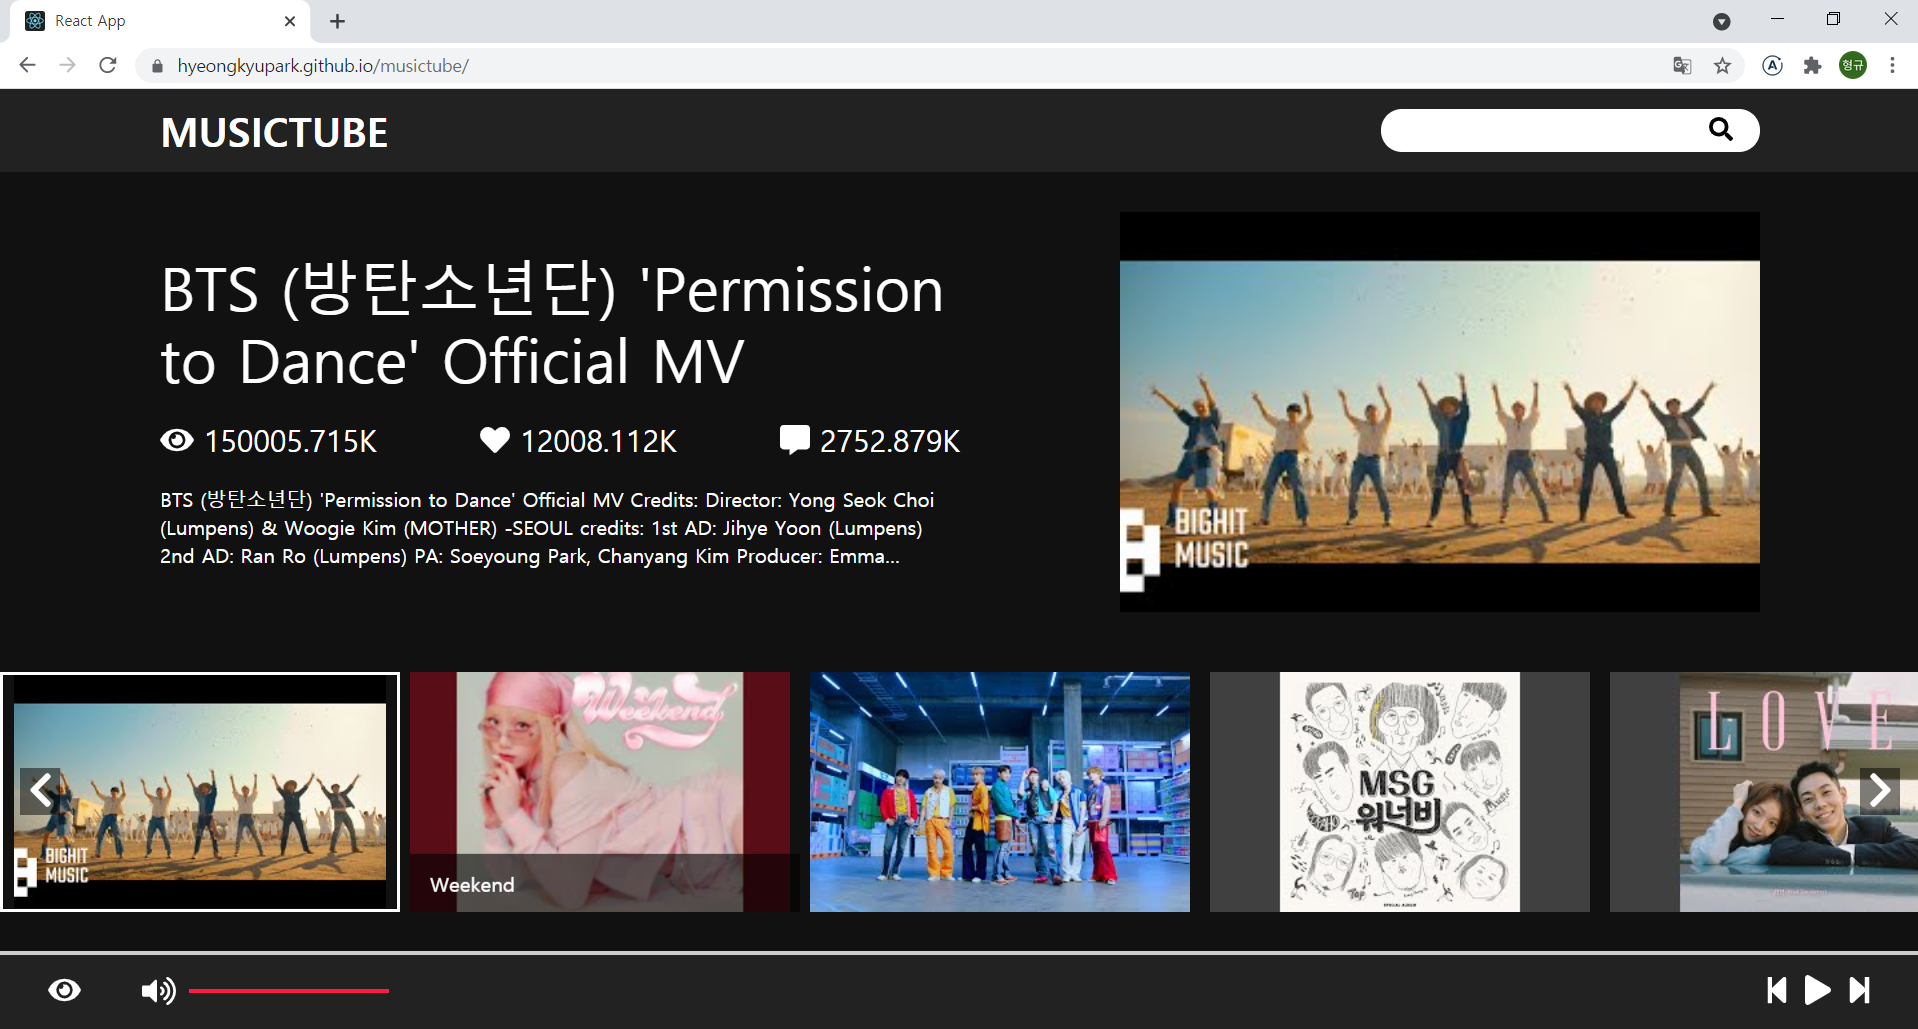 React App
hyeongkyupark.github.io/musictube/
형규
MUSICTUBE
BTS (방탄소년단) 'Permission
to Dance' Official MV
150005.715K
12008.112K
2752.879K
BTS (방탄소년단) 'Permission to Dance' Official MV Credits: Director: Yong Seok Choi
(Lumpens) & Woogie Kim (MOTHER) -SEOUL credits: 1st AD: Jihye Yoon (Lumpens)
2nd AD: Ran Ro (Lumpens) PA: Soeyoung Park, Chanyang Kim Producer: Emma...
BIGHIT
MUSIC
BIGHIT
MUSIC
Weekend
Weekend
MSG
워너비
Top
SPECIAL ALBUM
LOVE